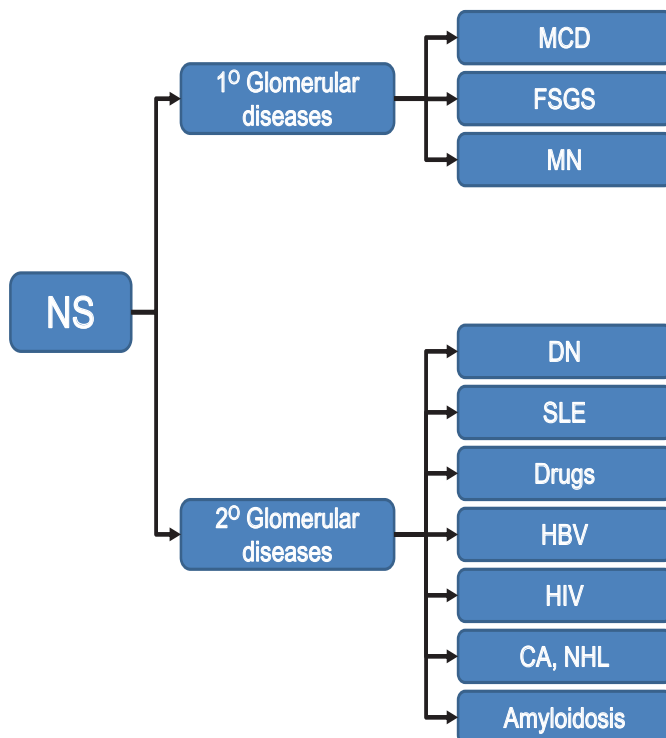 NS
1º Glomerular
diseases
MCD
FSGS
MN
2º Glomerular
diseases
DN
SLE
Drugs
HBV
HIV
CA, NHL
Amyloidosis